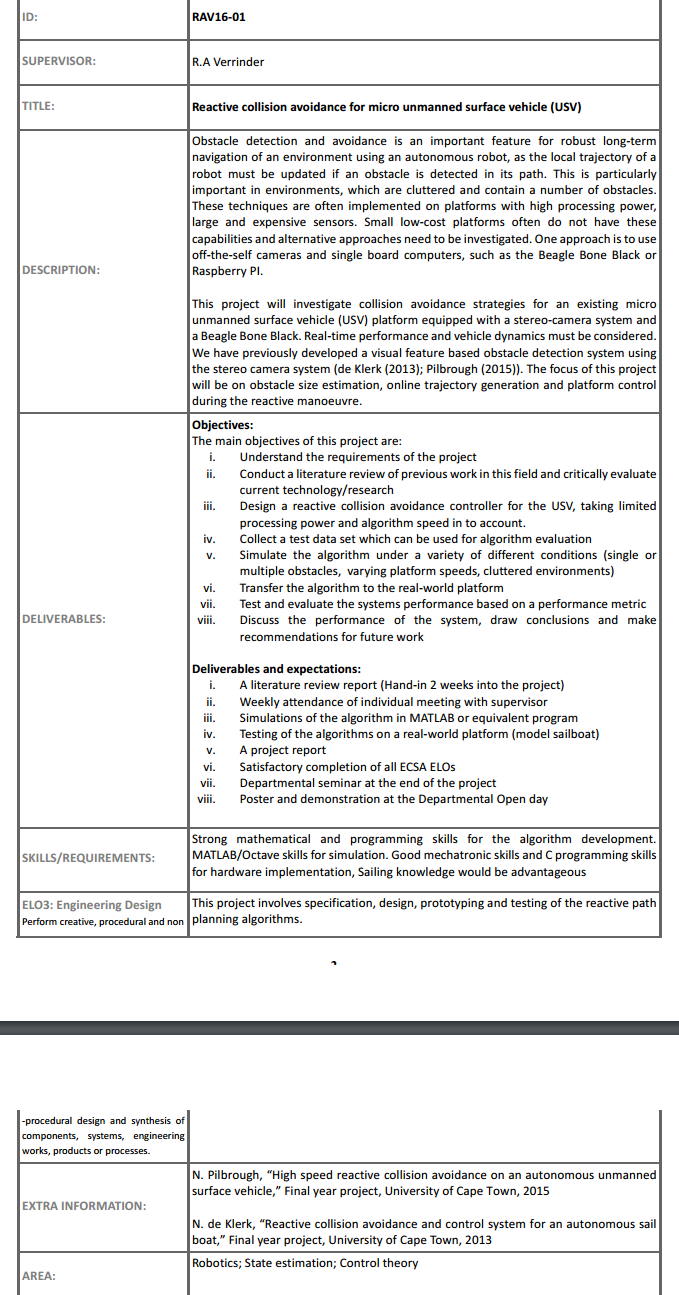 ID:
RAV16-01
SUPERVISOR:
R.A Verrinder
TITLE:
Reactive collision avoidance for micro unmanned surface vehicle (USV)
DESCRIPTION:
Obstacle detection and avoidance is an important feature for robust long-term
navigation of an environment using an autonomous robot, as the local trajectory of a
robot must be updated if an obstacle is detected in its path. This is particularly
important in environments, which are cluttered and contain a number of obstacles.
These techniques are often implemented on platforms with high processing power,
large and expensive sensors. Small low-cost platforms often do not have these
capabilities and alternative approaches need to be investigated. One approach is to use
off-the-self cameras and single board computers, such as the Beagle Bone Black or
Raspberry PI.
This project will investigate collision avoidance strategies for an existing micro
unmanned surface vehicle (USV) platform equipped with a stereo-camera system and
a Beagle Bone Black. Real-time performance and vehicle dynamics must be considered.
We have previously developed a visual feature based obstacle detection system using
the stereo camera system (de Klerk (2013); Pilbrough (2015)). The focus of this project
will be on obstacle size estimation, online trajectory generation and platform control
during the reactive manoeuvre.
DELIVERABLES:
Objectives:
The main objectives of this project are:
i. Understand the requirements of the project
ii. Conduct a literature review of previous work in this field and critically evaluate
current technology/research
iii. Design a reactive collision avoidance controller for the USV, taking limited
processing power and algorithm speed in to account.
iv. Collect a test data set which can be used for algorithm evaluation
v. Simulate the algorithm under a variety of different conditions (single or
multiple obstacles, varying platform speeds, cluttered environments)
vi. Transfer the algorithm to the real-world platform
vii. Test and evaluate the systems performance based on a performance metric
viii. Discuss the performance of the system, draw conclusions and make
recommendations for future work
Deliverables and expectations:
i. A literature review report (Hand-in 2 weeks into the project)
ii. Weekly attendance of individual meeting with supervisor
iii. Simulations of the algorithm in MATLAB or equivalent program
iv. Testing of the algorithms on a real-world platform (model sailboat)
v. A project report
vi. Satisfactory completion of all ECSA ELOs
vii. Departmental seminar at the end of the project
viii. Poster and demonstration at the Departmental Open day
SKILLS/REQUIREMENTS:
Strong mathematical and programming skills for the algorithm development.
MATLAB/Octave skills for simulation. Good mechatronic skills and C programming skills
for hardware implementation, Sailing knowledge would be advantageous
ELO3: Engineering Design
Perform creative, procedural and non
This project involves specification, design, prototyping and testing of the reactive path
planning algorithms.
-procedural design and synthesis of
components, systems, engineering
works, products or processes.
EXTRA INFORMATION:
N. Pilbrough, “High speed reactive collision avoidance on an autonomous unmanned
surface vehicle,” Final year project, University of Cape Town, 2015
N. de Klerk, “Reactive collision avoidance and control system for an autonomous sail
boat,” Final year project, University of Cape Town, 2013
AREA:
Robotics; State estimation; Control theory